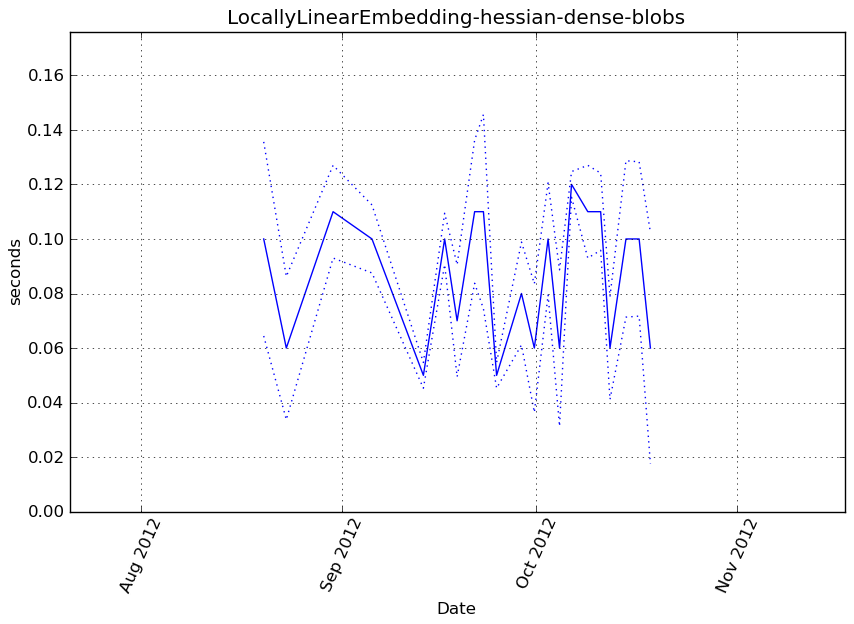 LocallyLinearEmbedding-hessian-dense-blobs
0.16
0.14
0.12
0.10
0.08
0.06
0.04
0.02
0.00
seconds
Aug 2012
Sep 2012
Oct 2012
Nov 2012
Date